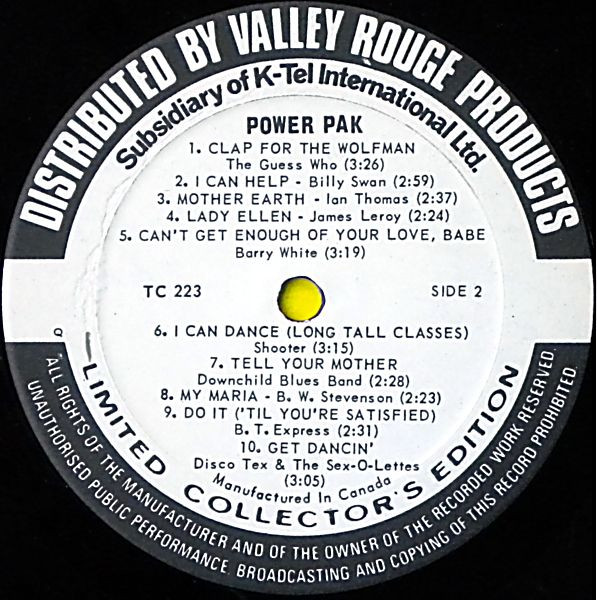 DISTRIBUTED BY VALLEY ROUGE PRODUCTS
Subsidiary of K-Tel International Ltd.
POWER PAK
1. CLAP FOR THE WOLFMAN
The Guess Who (3:26)
2. I CAN HELP - Billy Swan (2:59)
3. MOTHER EARTH - Ian Thomas (2:37)
4. LADY ELLEN - James Leroy (2:24)
5. CAN'T GET ENOUGH OF YOUR LOVE, BABE
Barry White (3:19)
TC 223
SIDE 2
6. I CAN DANCE (LONG TALL CLASSES)
Shooter (3:15)
7. TELL YOUR MOTHER
Downchild Blues Band (2:28)
8. MY MARIA - B. W. Stevenson (2:23)
9. DO IT ('TIL YOU'RE SATISFIED)
B. T. Express (2:31)
10. GET DANCIN'
Disco Tex & The Sex-O-Lettes
(3:05)
Manufactured In Canada
LIMITED COLLECTOR'S EDITION
Q
ALL RIGHTS OF THE MANUFACTURER AND OF THE OWNER OF THE RECORDED WORK RESERVED.
UNAUTHORISED PUBLIC PERFORMANCE. BROADCASTING AND COPYING OF THIS RECORD PROHIBITED.